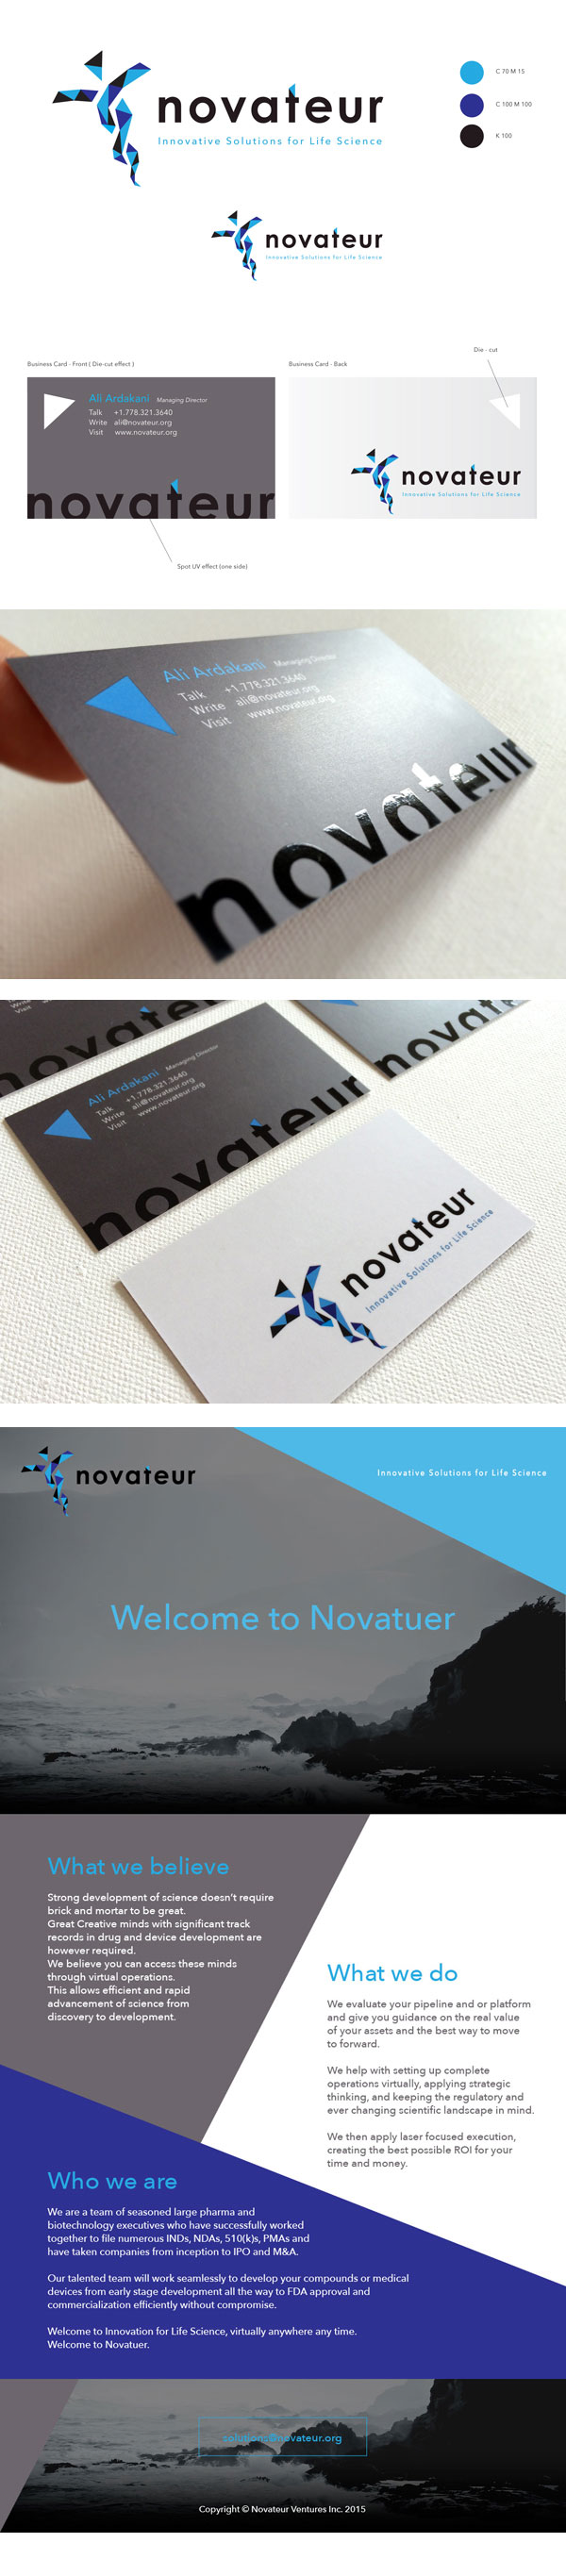 novateur
Innovative Solutions for Life Science
C 70 M 15
C 100 M 100
K 100
novateur
Innovative Solutions for Life Science
Business Card - Front ( Die-cut effect )
Business Card - Back
Die - cut
Ali Ardakani Managing Director
Talk +1.778.321.3640
Write ali@novateur.org
Visit www.novateur.org
novateur
novateur
Innovative Solutions for Life Science
Spot UV effect (one side)
Ali Ardakani Managing Director
Talk +1.778.321.3640
Write ali@novateur.org
Visit www.novateur.org
novateur
novateur
Ali Ardakani Managing Director
Talk +1.778.321.3640
Write ali@novateur.org
Visit www.novateur.org
novateur
novateur
Innovative Solutions for Life Science
novateur
Innovative Solutions for Life Science
Welcome to Novatuer
What we believe
Strong development of science doesn't require
brick and mortar to be great.
Great Creative minds with significant track
records in drug and device development are
however required.
We believe you can access these minds
through virtual operations.
This allows efficient and rapid
advancement of science from
discovery to development.
What we do
We evaluate your pipeline and or platform
and give you guidance on the real value
of your assets and the best way to move
to forward.
We help with setting up complete
operations virtually, applying strategic
thinking, and keeping the regulatory and
ever changing scientific landscape in mind.
We then apply laser focused execution,
creating the best possible ROI for your
time and money.
Who we are
We are a team of seasoned large pharma and
biotechnology executives who have successfully worked
together to file numerous INDs, NDAs, 510(k)s, PMAs and
have taken companies from inception to IPO and M&A.
Our talented team will work seamlessly to develop your compounds or medical
devices from early stage development all the way to FDA approval and
commercialization efficiently without compromise.
Welcome to Innovation for Life Science, virtually anywhere any time.
Welcome to Novatuer.
solutions@novateur.org
Copyright © Novateur Ventures Inc. 2015